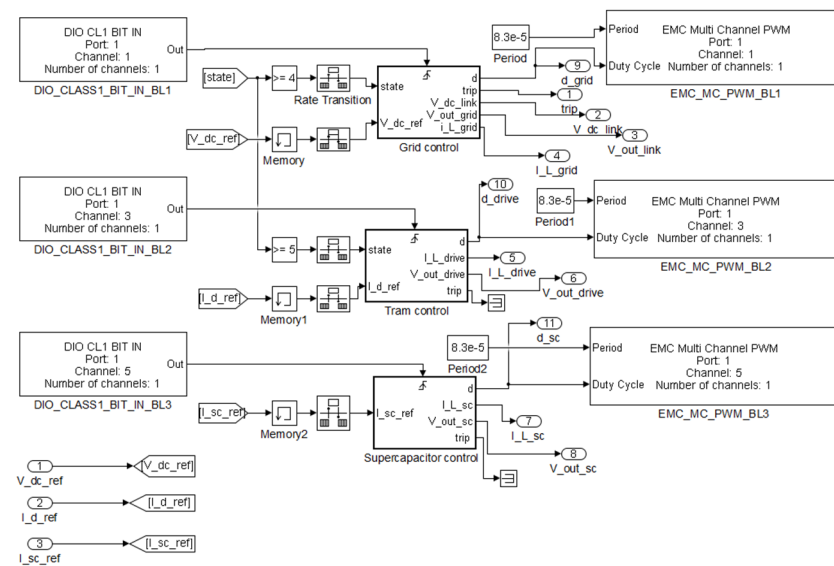 DIO CL1 BIT IN
Port: 1
Channel: 1
Number of channels: 1
Out
DIO_CLASS1_BIT_IN_BL1
[state]
>= 4
Rate Transition
[V_dc_ref]
Memory
state
V_dc_ref
d
trip
V_dc_link
V_out_grid
i_L_grid
Grid control
8.3e-5
Period
9
d_grid
1
trip
2
V_dc_link
3
V_out_link
4
I_L_grid
Period
Duty Cycle
EMC Multi Channel PWM
Port: 1
Channel: 1
Number of channels: 1
EMC_MC_PWM_BL1
DIO CL1 BIT IN
Port: 1
Channel: 3
Number of channels: 1
Out
DIO_CLASS1_BIT_IN_BL2
>= 5
[I_d_ref]
Memory1
state
I_d_ref
d
I_L_drive
V_out_drive
trip
Tram control
10
d_drive
8.3e-5
Period1
5
I_L_drive
6
V_out_drive
Period
Duty Cycle
EMC Multi Channel PWM
Port: 1
Channel: 3
Number of channels: 1
EMC_MC_PWM_BL2
DIO CL1 BIT IN
Port: 1
Channel: 5
Number of channels: 1
Out
DIO_CLASS1_BIT_IN_BL3
[I_sc_ref]
Memory2
I_sc_ref
d
I_L_sc
V_out_sc
trip
Supercapacitor control
11
d_sc
8.3e-5
Period2
7
I_L_sc
8
V_out_sc
Period
Duty Cycle
EMC Multi Channel PWM
Port: 1
Channel: 5
Number of channels: 1
EMC_MC_PWM_BL3
1
V_dc_ref
[V_dc_ref]
2
I_d_ref
[I_d_ref]
3
I_sc_ref
[I_sc_ref]